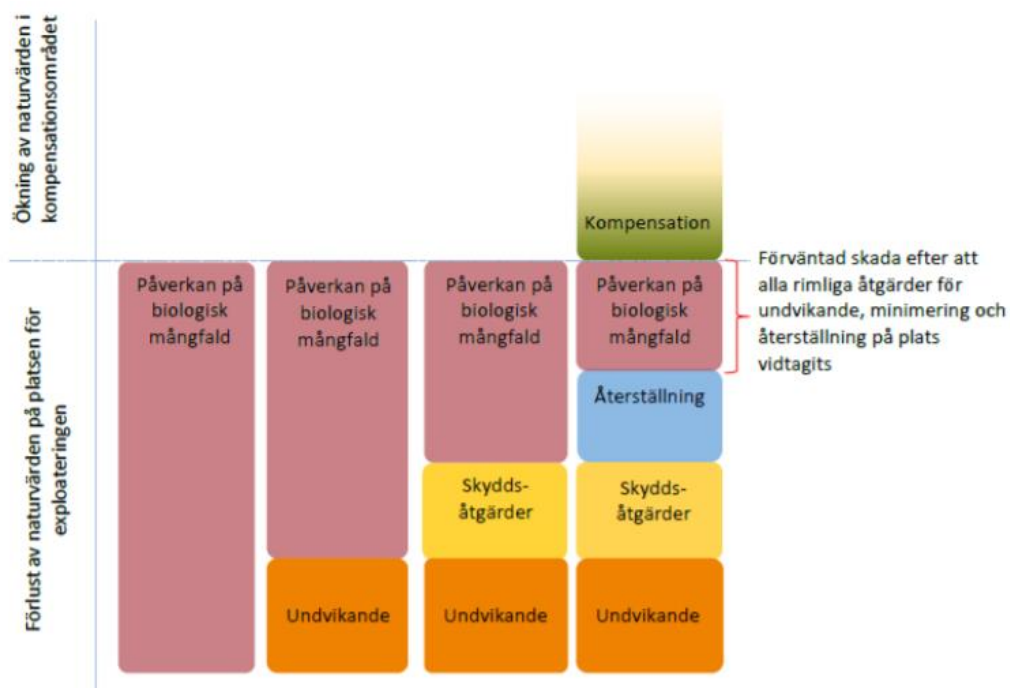 Ökning av naturvärden i
kompensationsområdet
Kompensation
Förlust av naturvärden på platsen för
exploateringen
Påverkan på
biologisk
mångfald
Påverkan på
biologisk
mångfald
Undvikande
Påverkan på
biologisk
mångfald
Skydds-
åtgärder
Undvikande
Påverkan på
biologisk
mångfald
Återställning
Skydds-
åtgärder
Undvikande
Förväntad skada efter att
alla rimliga åtgärder för
undvikande, minimering och
återställning på plats
vidtagits